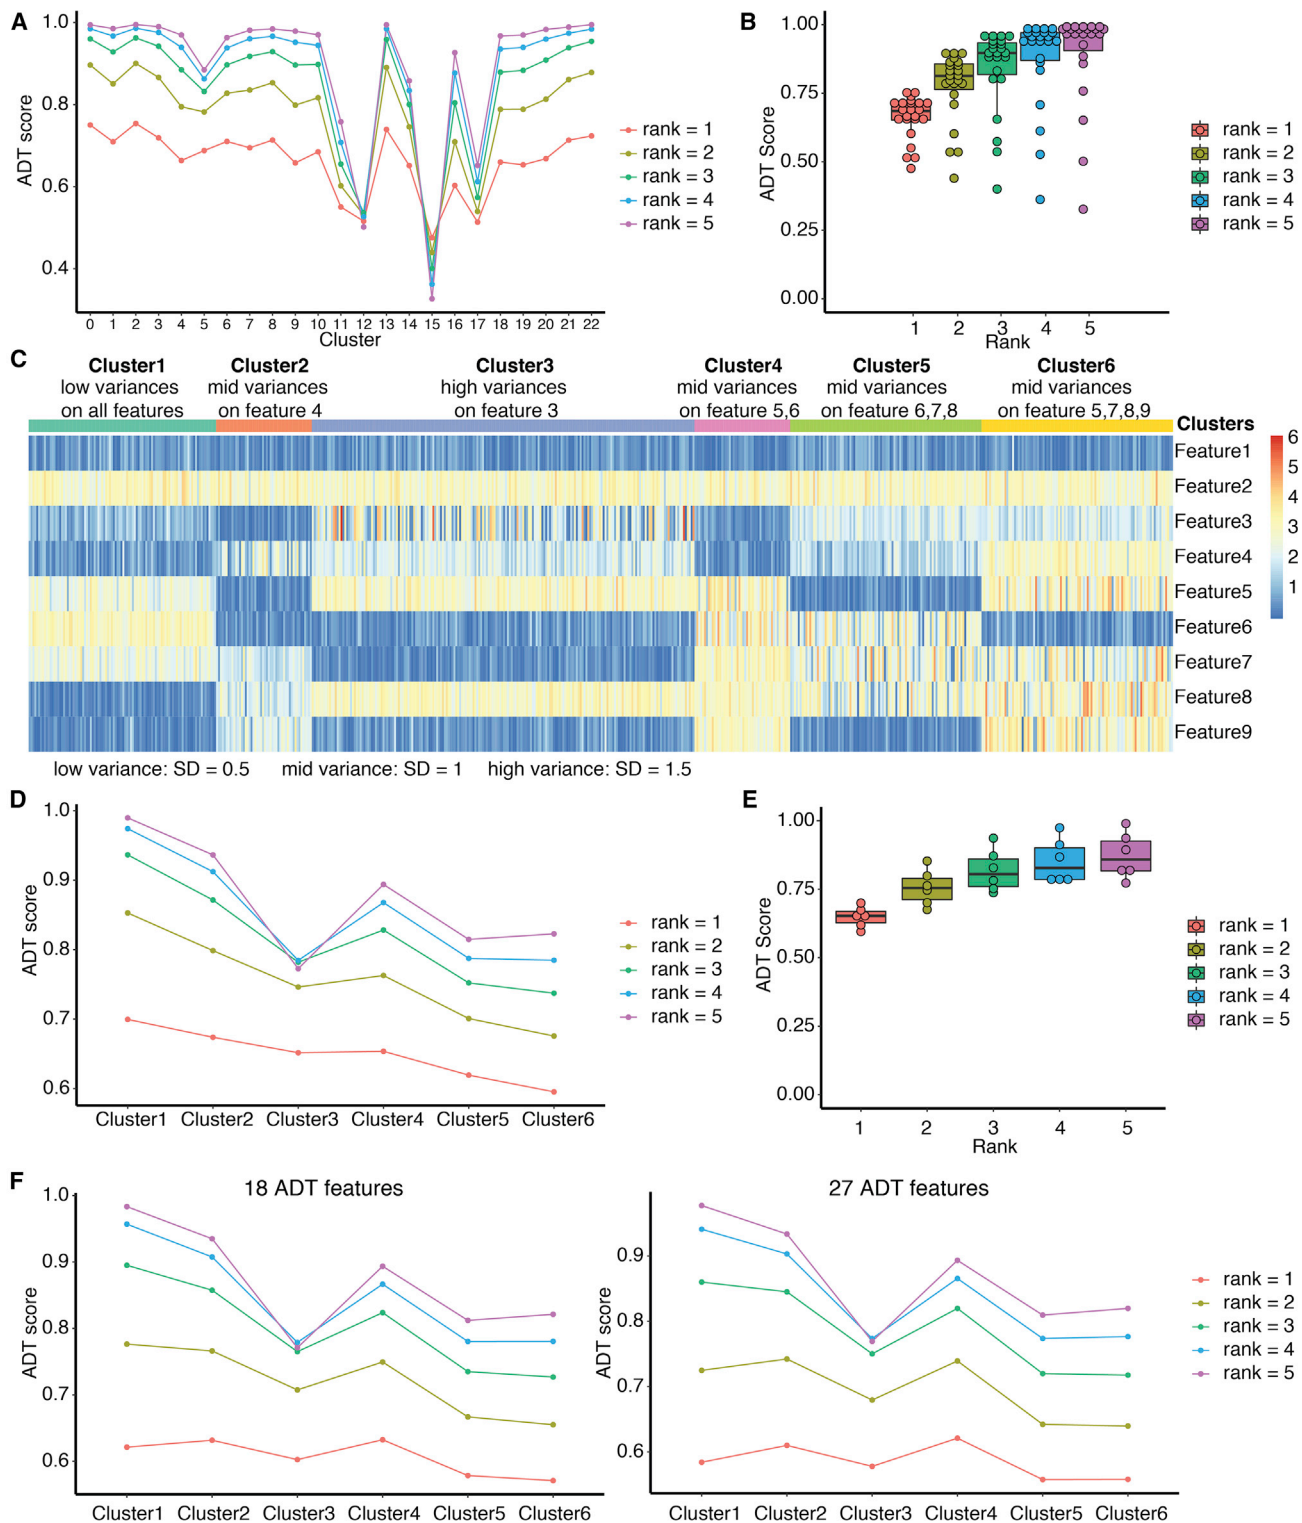 A
ADT score
1.0
0.8
0.6
0.4
0 1 2 3 4 5 6 7 8 9 10 11 12 13 14 15 16 17 18 19 20 21 22
Cluster
rank = 1
rank = 2
rank = 3
rank = 4
rank = 5
B
ADT Score
1.00
0.75
0.50
0.25
0.00
1 2 3 4 5
Rank
rank = 1
rank = 2
rank = 3
rank = 4
rank = 5
C
Cluster1
low variances
on all features
Cluster2
mid variances
on feature 4
Cluster3
high variances
on feature 3
Cluster4
mid variances
on feature 5,6
Cluster5
mid variances
on feature 6,7,8
Cluster6
mid variances
on feature 5,7,8,9
Clusters
Feature1
Feature2
Feature3
Feature4
Feature5
Feature6
Feature7
Feature8
Feature9
6
5
4
3
2
1
low variance: SD = 0.5 mid variance: SD = 1 high variance: SD = 1.5
D
ADT score
1.0
0.9
0.8
0.7
0.6
Cluster1 Cluster2 Cluster3 Cluster4 Cluster5 Cluster6
rank = 1
rank = 2
rank = 3
rank = 4
rank = 5
E
ADT Score
1.00
0.75
0.50
0.25
0.00
1 2 3 4 5
Rank
rank = 1
rank = 2
rank = 3
rank = 4
rank = 5
F
18 ADT features
ADT score
1.0
0.9
0.8
0.7
0.6
Cluster1 Cluster2 Cluster3 Cluster4 Cluster5 Cluster6
27 ADT features
ADT score
0.9
0.8
0.7
0.6
Cluster1 Cluster2 Cluster3 Cluster4 Cluster5 Cluster6
rank = 1
rank = 2
rank = 3
rank = 4
rank = 5